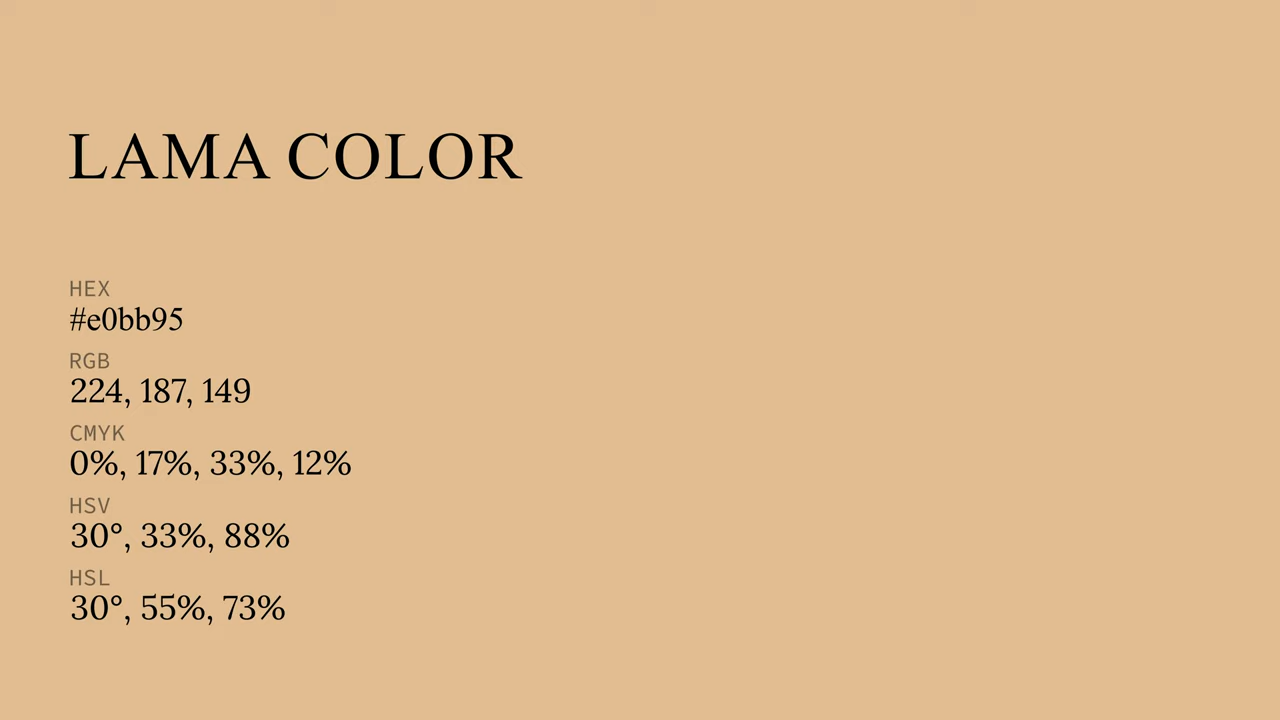 LAMA COLOR
HEX
#e0bb95
RGB
224, 187, 149
CMYK
0%, 17%, 33%, 12%
HSV
30°, 33%, 88%
HSL
30°, 55%, 73%